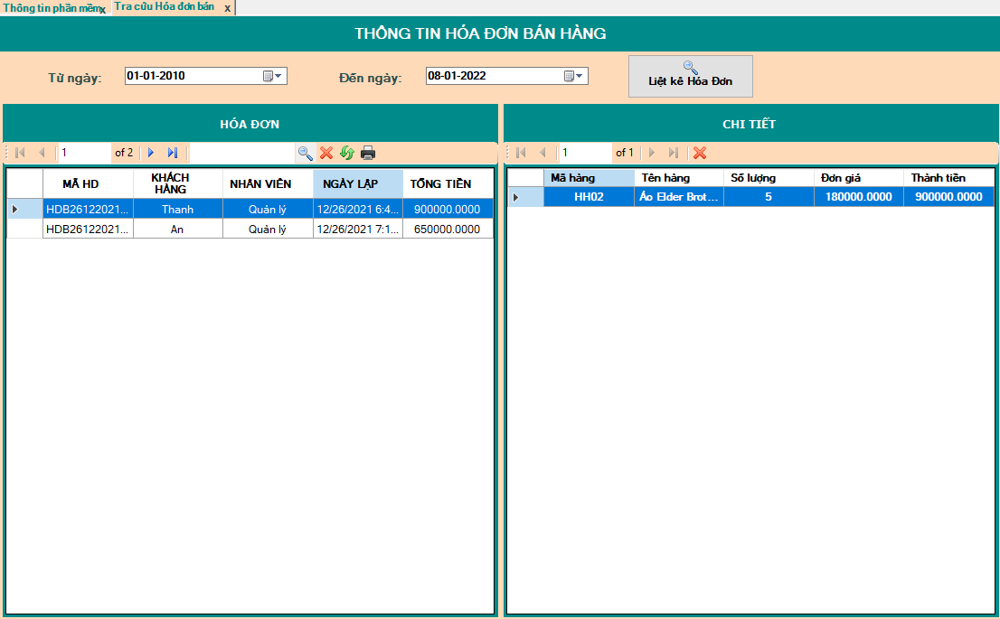 Thông tin phần mềm x Tra cứu Hóa đơn bán x
THÔNG TIN HÓA ĐƠN BÁN HÀNG
Từ ngày: 01-01-2010 Đến ngày: 08-01-2022 Liệt kê Hóa Đơn
HÓA ĐƠN
1 of 2
MÃ HD KHÁCH HÀNG NHÂN VIÊN NGÀY LẬP TỔNG TIỀN
HDB26122021... Thanh Quản lý 12/26/2021 6:4... 900000.0000
HDB26122021... An Quản lý 12/26/2021 7:1... 650000.0000
CHI TIẾT
1 of 1
Mã hàng Tên hàng Số lượng Đơn giá Thành tiền
HH02 Áo Elder Brot... 5 180000.0000 900000.0000